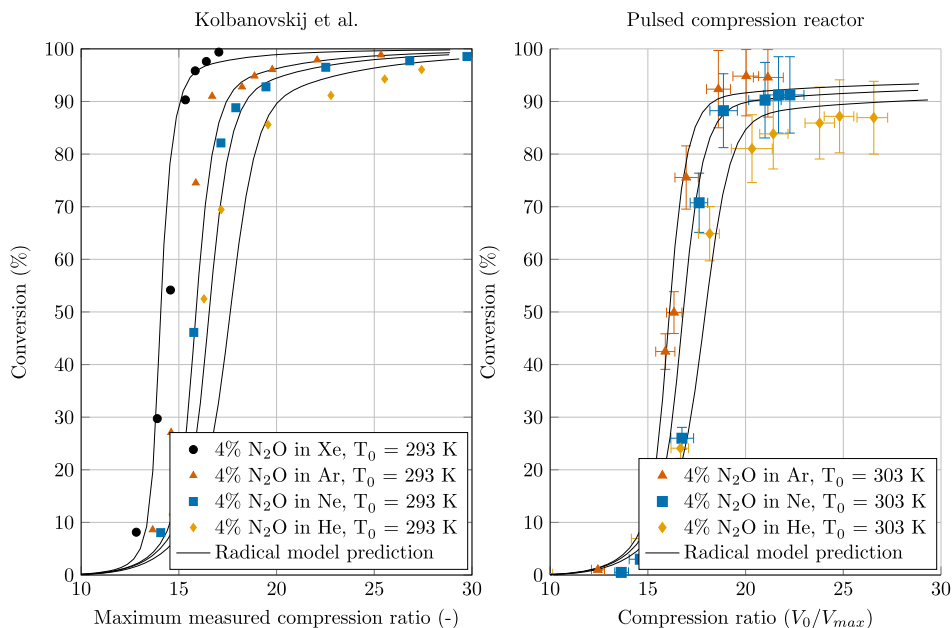 Kolbanovskij et al.
100
90
80
70
60
50
40
30
20
10
0
Conversion (%)
10 15 20 25 30
Maximum measured compression ratio (-)
4% N₂O in Xe, T₀ = 293 K
4% N₂O in Ar, T₀ = 293 K
4% N₂O in Ne, T₀ = 293 K
4% N₂O in He, T₀ = 293 K
Radical model prediction
Pulsed compression reactor
100
90
80
70
60
50
40
30
20
10
0
Conversion (%)
10 15 20 25 30
Compression ratio (V₀/Vₘₐₓ)
4% N₂O in Ar, T₀ = 303 K
4% N₂O in Ne, T₀ = 303 K
4% N₂O in He, T₀ = 303 K
Radical model prediction